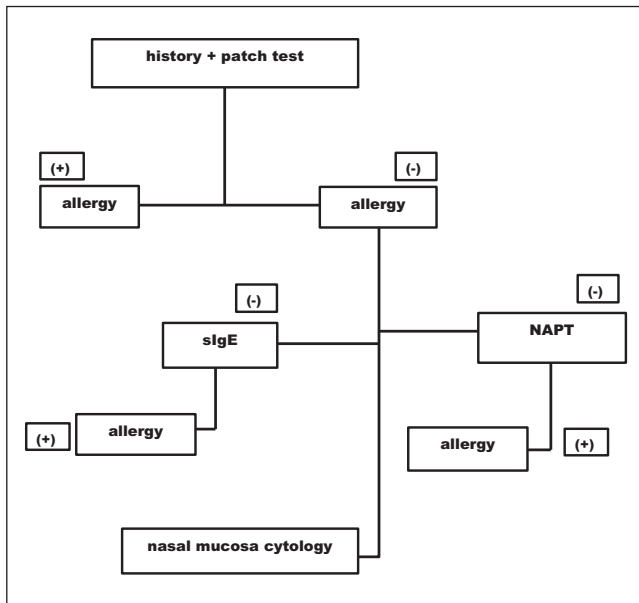 history + patch test
(+)
(-)
allergy
allergy
(-)
(-)
sIgE
NAPT
(+)
allergy
allergy
(+)
nasal mucosa cytology